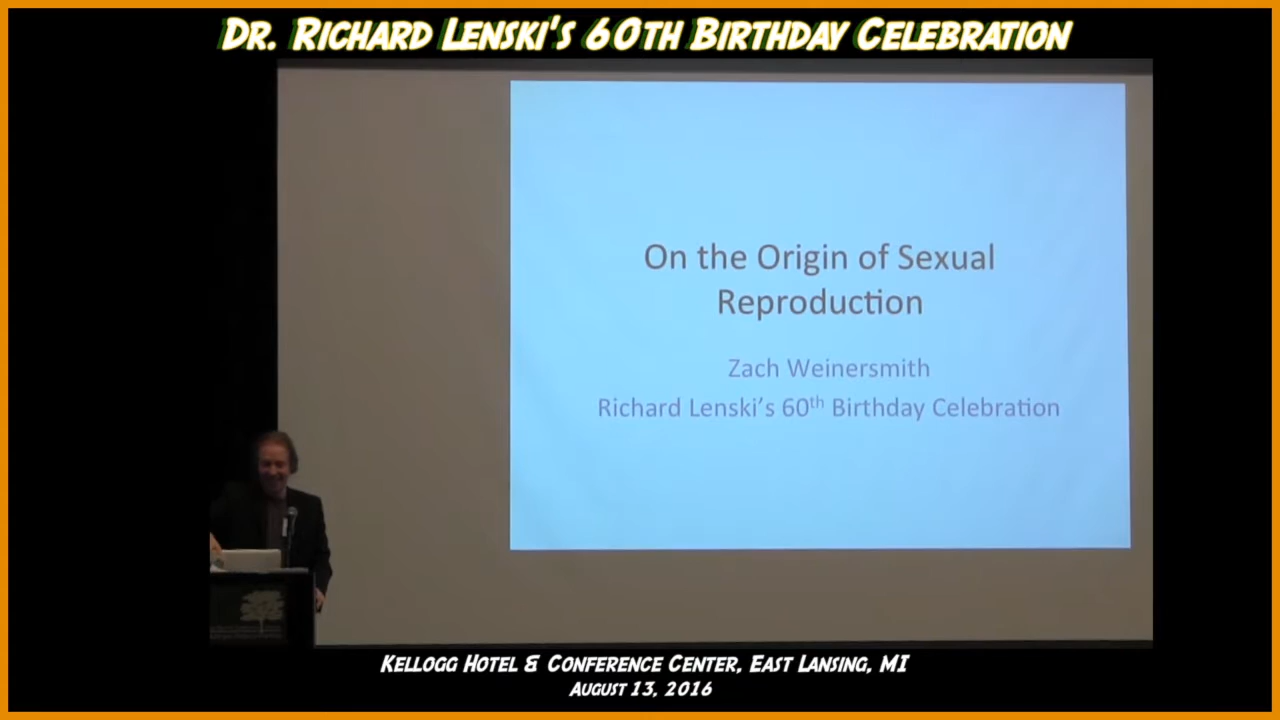 Dr. Richard Lenski's 60th Birthday Celebration
On the Origin of Sexual
Reproduction
Zach Weinersmith
Richard Lenski's 60th Birthday Celebration
Kellogg Hotel & Conference Center, East Lansing, MI
August 13, 2016